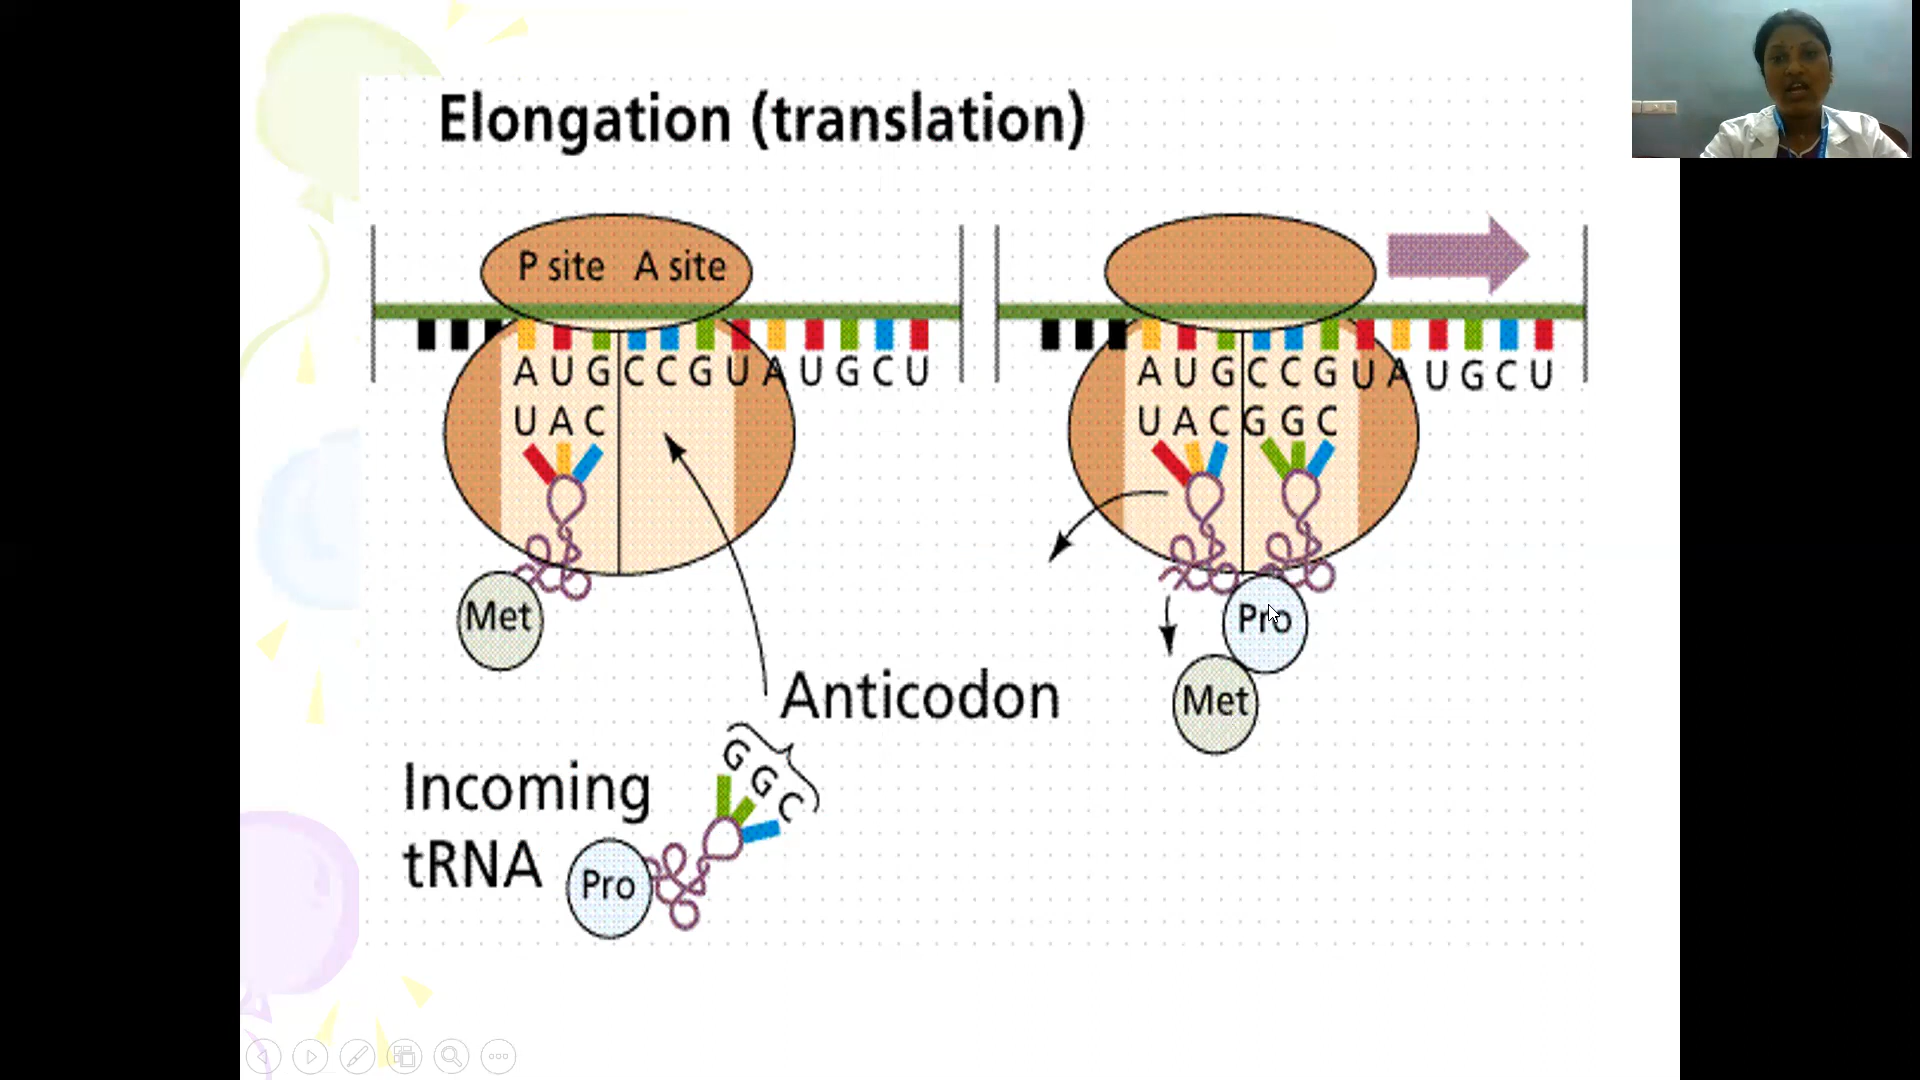 Elongation (translation)
P site A site
A U G C C G U A U G C U
U A C
Met
A U G C C G U A U G C U
U A C G G C
Pro
Met
Anticodon
G G C
Incoming
tRNA
Pro